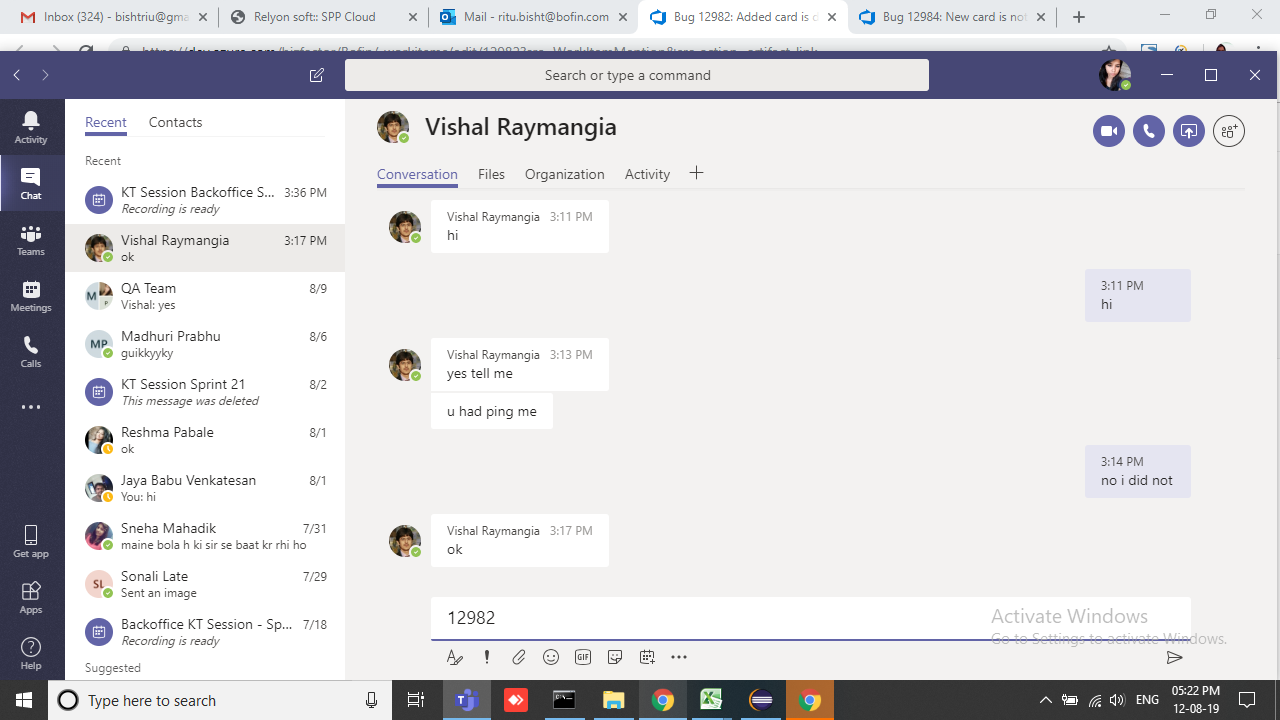 Inbox (324) - bishtriu@gma
Relyon soft:: SPP Cloud
Mail - ritu.bisht@bofin.com
Bug 12982: Added card is d
Bug 12984: New card is not
Search or type a command
Activity
Chat
Teams
Meetings
Calls
Get app
Apps
Help
Recent Contacts
Recent
KT Session Backoffice S... 3:36 PM
Recording is ready
Vishal Raymangia 3:17 PM
ok
QA Team 8/9
Vishal: yes
Madhuri Prabhu 8/6
guikkyyky
KT Session Sprint 21 8/2
This message was deleted
Reshma Pabale 8/1
ok
Jaya Babu Venkatesan 8/1
You: hi
Sneha Mahadik 7/31
maine bola h ki sir se baat kr rhi ho
Sonali Late 7/29
Sent an image
Backoffice KT Session - Sp... 7/18
Recording is ready
Suggested
M
P
MP
SL
Vishal Raymangia
Conversation Files Organization Activity
Vishal Raymangia 3:11 PM
hi
3:11 PM
hi
Vishal Raymangia 3:13 PM
yes tell me
u had ping me
3:14 PM
no i did not
Vishal Raymangia 3:17 PM
ok
12982
GIF
Activate Windows
Go to Settings to activate Windows.
Type here to search
ENG
05:22 PM
12-08-19